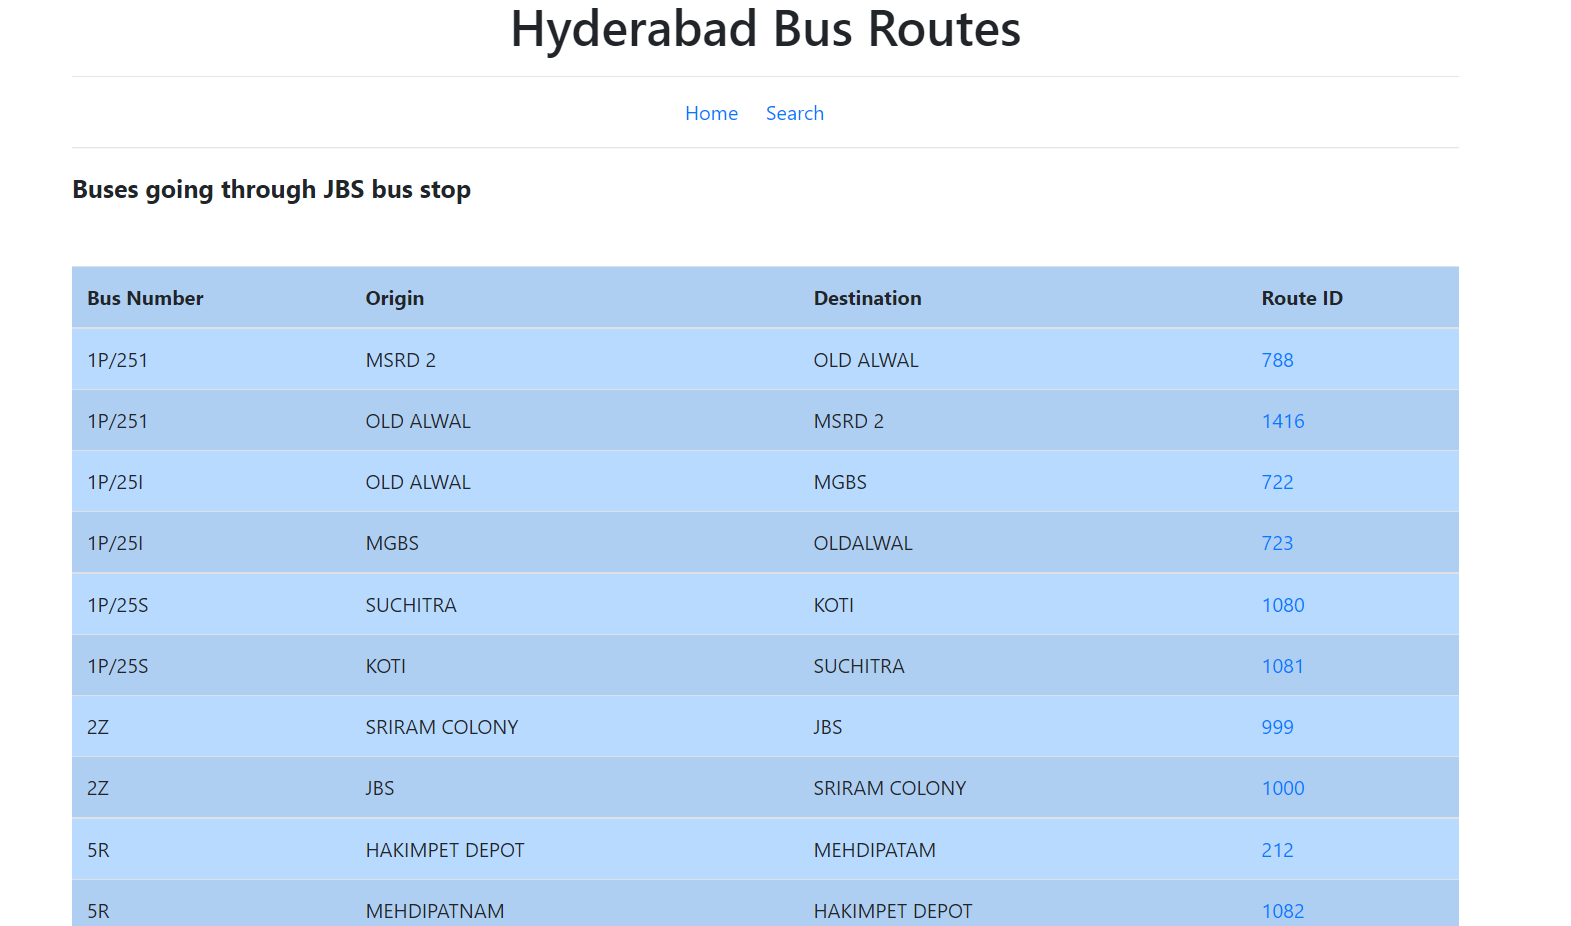 Hyderabad Bus Routes
Home Search
Buses going through JBS bus stop
Bus Number Origin Destination Route ID
1P/251 MSRD 2 OLD ALWAL 788
1P/251 OLD ALWAL MSRD 2 1416
1P/25I OLD ALWAL MGBS 722
1P/25I MGBS OLDALWAL 723
1P/25S SUCHITRA KOTI 1080
1P/25S KOTI SUCHITRA 1081
2Z SRIRAM COLONY JBS 999
2Z JBS SRIRAM COLONY 1000
5R HAKIMPET DEPOT MEHDIPATAM 212
5R MEHDIPATNAM HAKIMPET DEPOT 1082